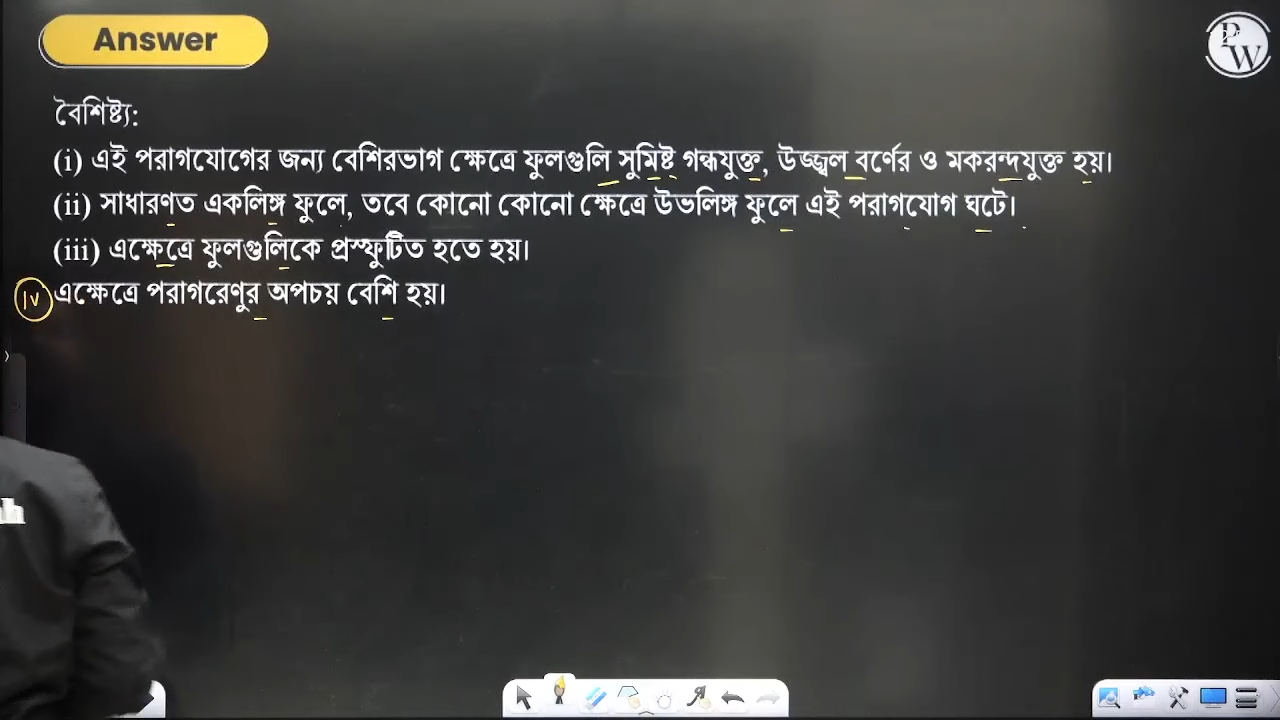 Answer
PW
বৈশিষ্ট্য:
(i) এই পরাগযোগের জন্য বেশিরভাগ ক্ষেত্রে ফুলগুলি সুমিষ্ট গন্ধযুক্ত, উজ্জ্বল বর্ণের ও মকরন্দযুক্ত হয়।
(ii) সাধারণত একলিঙ্গ ফুলে, তবে কোনো কোনো ক্ষেত্রে উভলিঙ্গ ফুলে এই পরাগযোগ ঘটে।
(iii) এক্ষেত্রে ফুলগুলিকে প্রস্ফুটিত হতে হয়।
iv এক্ষেত্রে পরাগরেণুর অপচয় বেশি হয়।